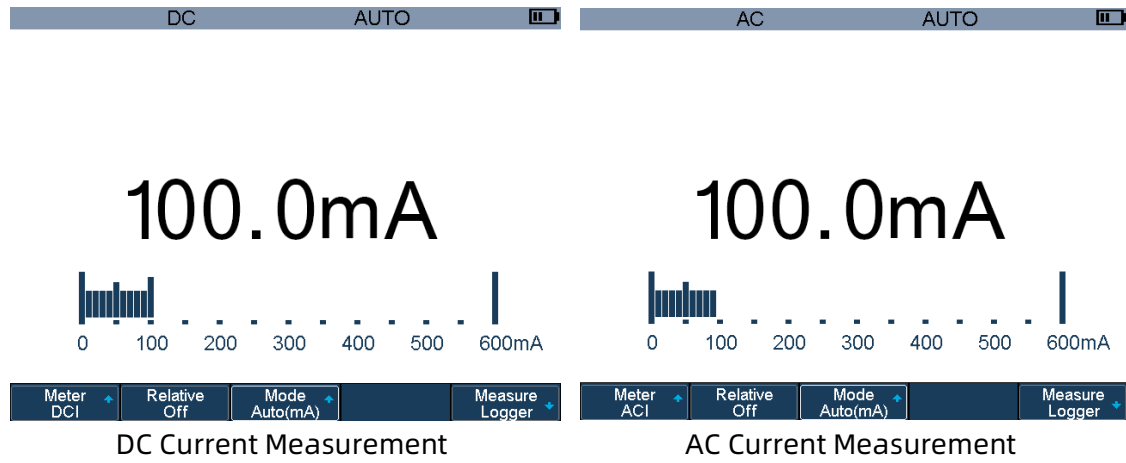 DC AUTO
100.0mA
0 100 200 300 400 500 600mA
Meter Relative Mode Measure
DCI Off Auto(mA) Logger
DC Current Measurement
AC AUTO
100.0mA
0 100 200 300 400 500 600mA
Meter Relative Mode Measure
ACI Off Auto(mA) Logger
AC Current Measurement